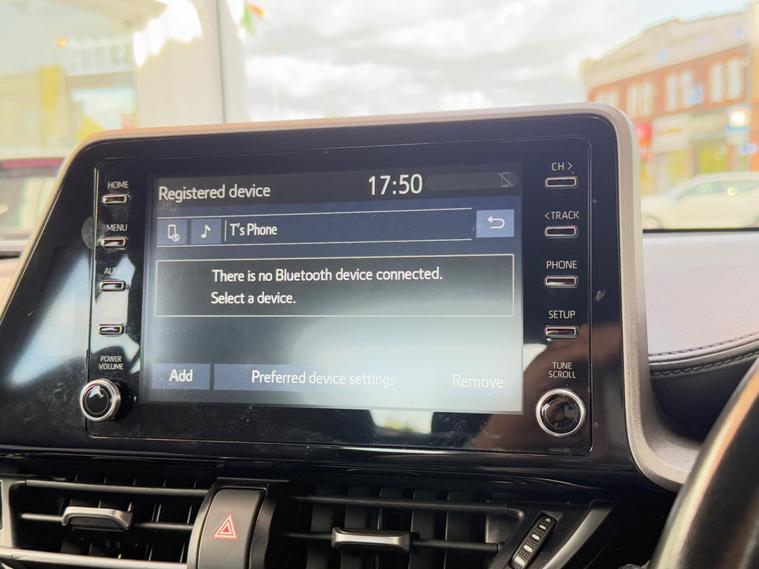 HOME
MENU
POWER
VOLUME
Registered device
17:50
T's Phone
There is no Bluetooth device connected.
Select a device.
Add
Preferred device settings
Remove
CH >
< TRACK
PHONE
SETUP
TUNE
SCROLL